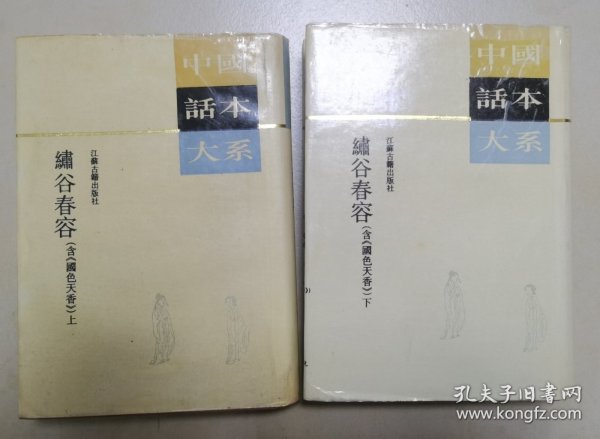 中國
話本
大系
江蘇古籍出版社
繡谷春容(含《國色天香》)上
中國
話本
大系
江蘇古籍出版社
繡谷春容(含《國色天香》)下
孔夫子旧书网
www.kongfz.com